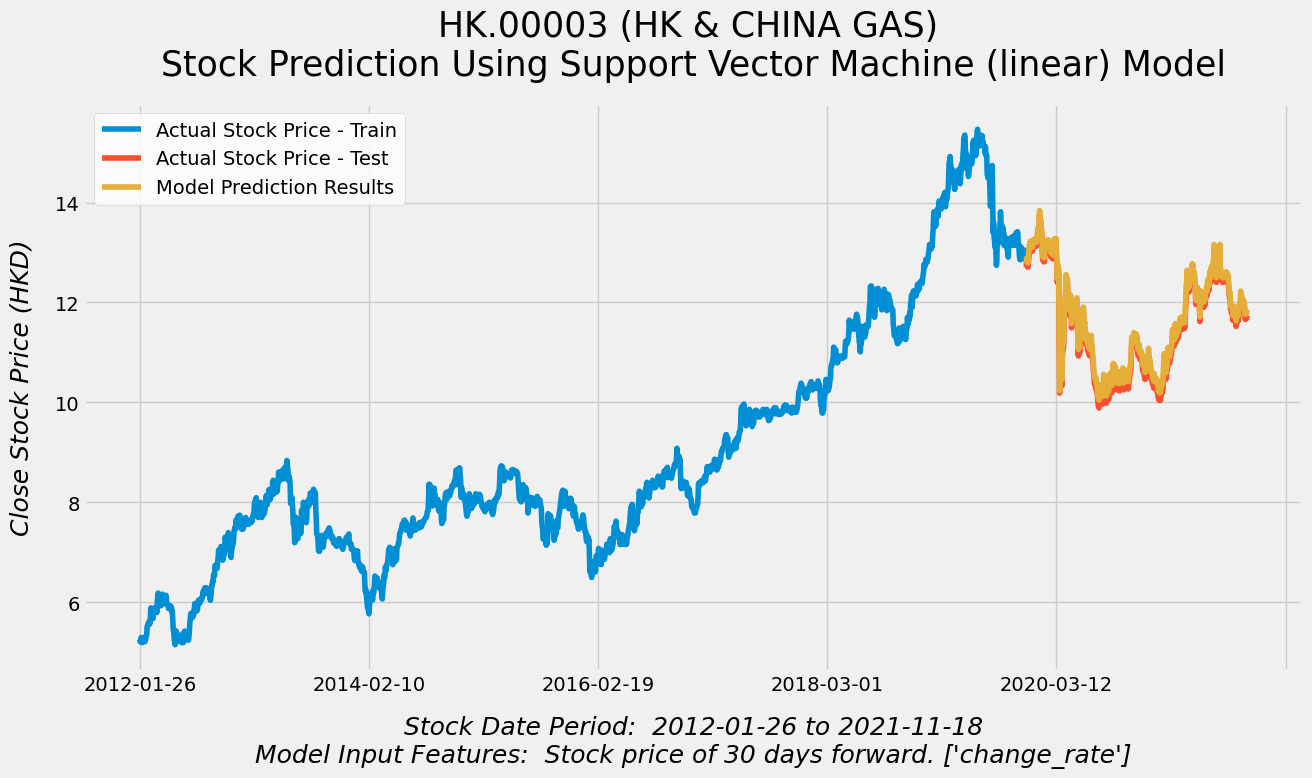 HK.00003 (HK & CHINA GAS)
Stock Prediction Using Support Vector Machine (linear) Model
Actual Stock Price - Train
Actual Stock Price - Test
Model Prediction Results
Close Stock Price (HKD)
14
12
10
8
6
2012-01-26
2014-02-10
2016-02-19
2018-03-01
2020-03-12
Stock Date Period:  2012-01-26 to 2021-11-18
Model Input Features:  Stock price of 30 days forward. ['change_rate']